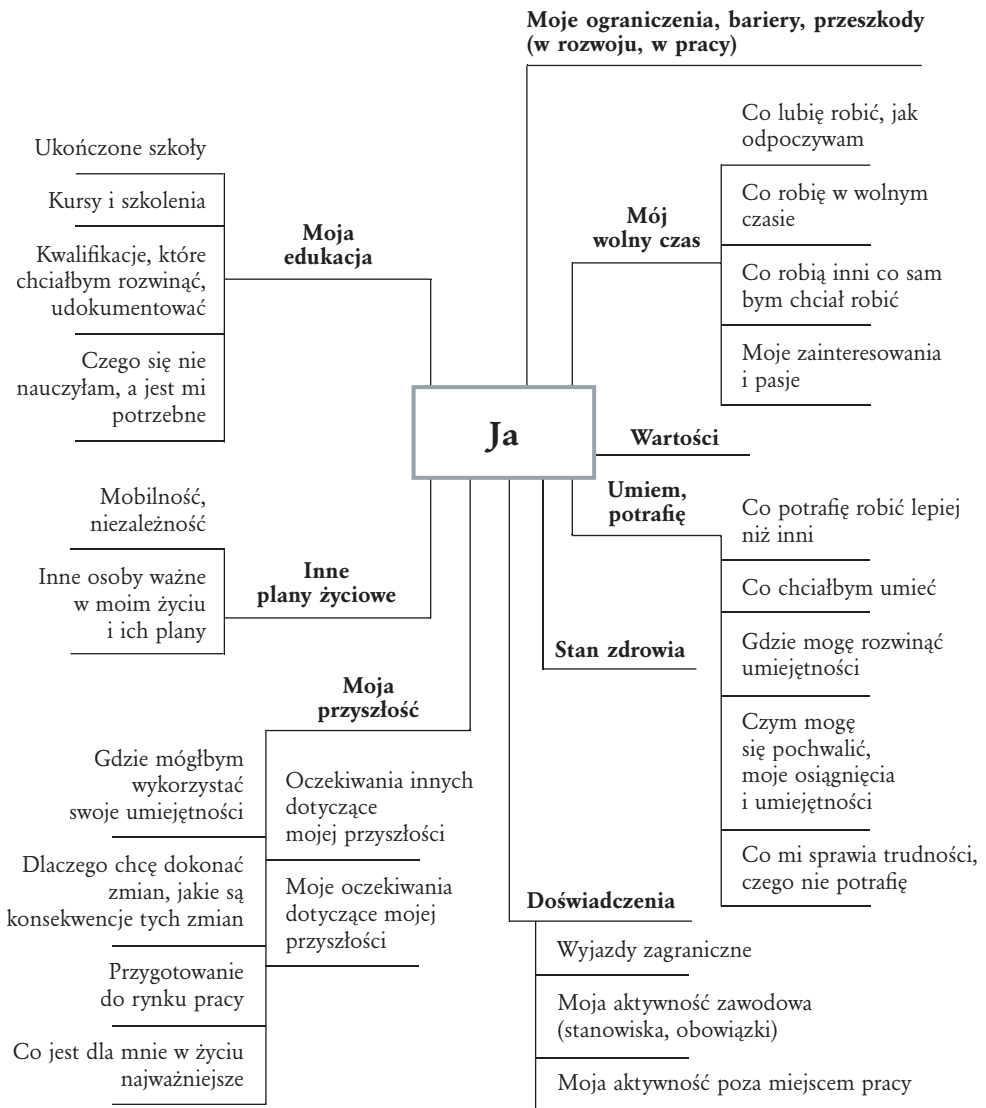 Moje ograniczenia, bariery, przeszkody
(w rozwoju, w pracy)
Ukończone szkoły
Kursy i szkolenia
Kwalifikacje, które
chciałbym rozwinąć,
udokumentować
Czego się nie
nauczyłam, a jest mi
potrzebne
Moja
edukacja
Mój
wolny czas
Co lubię robić, jak
odpoczywam
Co robię w wolnym
czasie
Co robią inni co sam
bym chciał robić
Moje zainteresowania
i pasje
Ja
Wartości
Umiem,
potrafię
Co potrafię robić lepiej
niż inni
Co chciałbym umieć
Gdzie mogę rozwinąć
umiejętności
Czym mogę
się pochwalić,
moje osiągnięcia
i umiejętności
Co mi sprawia trudności,
czego nie potrafię
Mobilność,
niezależność
Inne osoby ważne
w moim życiu
i ich plany
Inne
plany życiowe
Stan zdrowia
Moja
przyszłość
Gdzie mógłbym
wykorzystać
swoje umiejętności
Dlaczego chcę dokonać
zmian, jakie są
konsekwencje tych zmian
Przygotowanie
do rynku pracy
Co jest dla mnie w życiu
najważniejsze
Oczekiwania innych
dotyczące
mojej przyszłości
Moje oczekiwania
dotyczące mojej
przyszłości
Doświadczenia
Wyjazdy zagraniczne
Moja aktywność zawodowa
(stanowiska, obowiązki)
Moja aktywność poza miejscem pracy